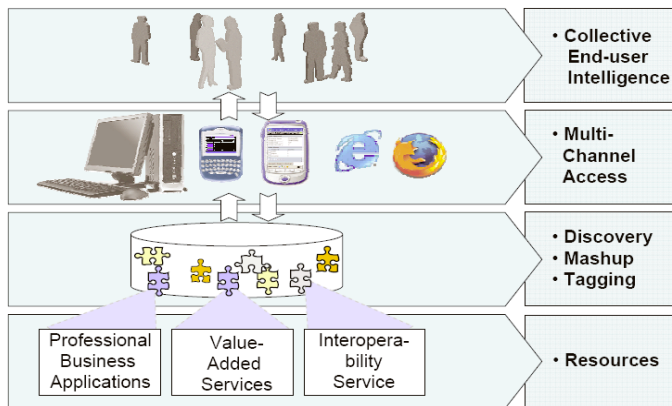 • Collective
End-user
Intelligence
• Multi-
Channel
Access
• Discovery
• Mashup
• Tagging
Professional
Business
Applications
Value-
Added
Services
Interopera-
bility
Service
• Resources